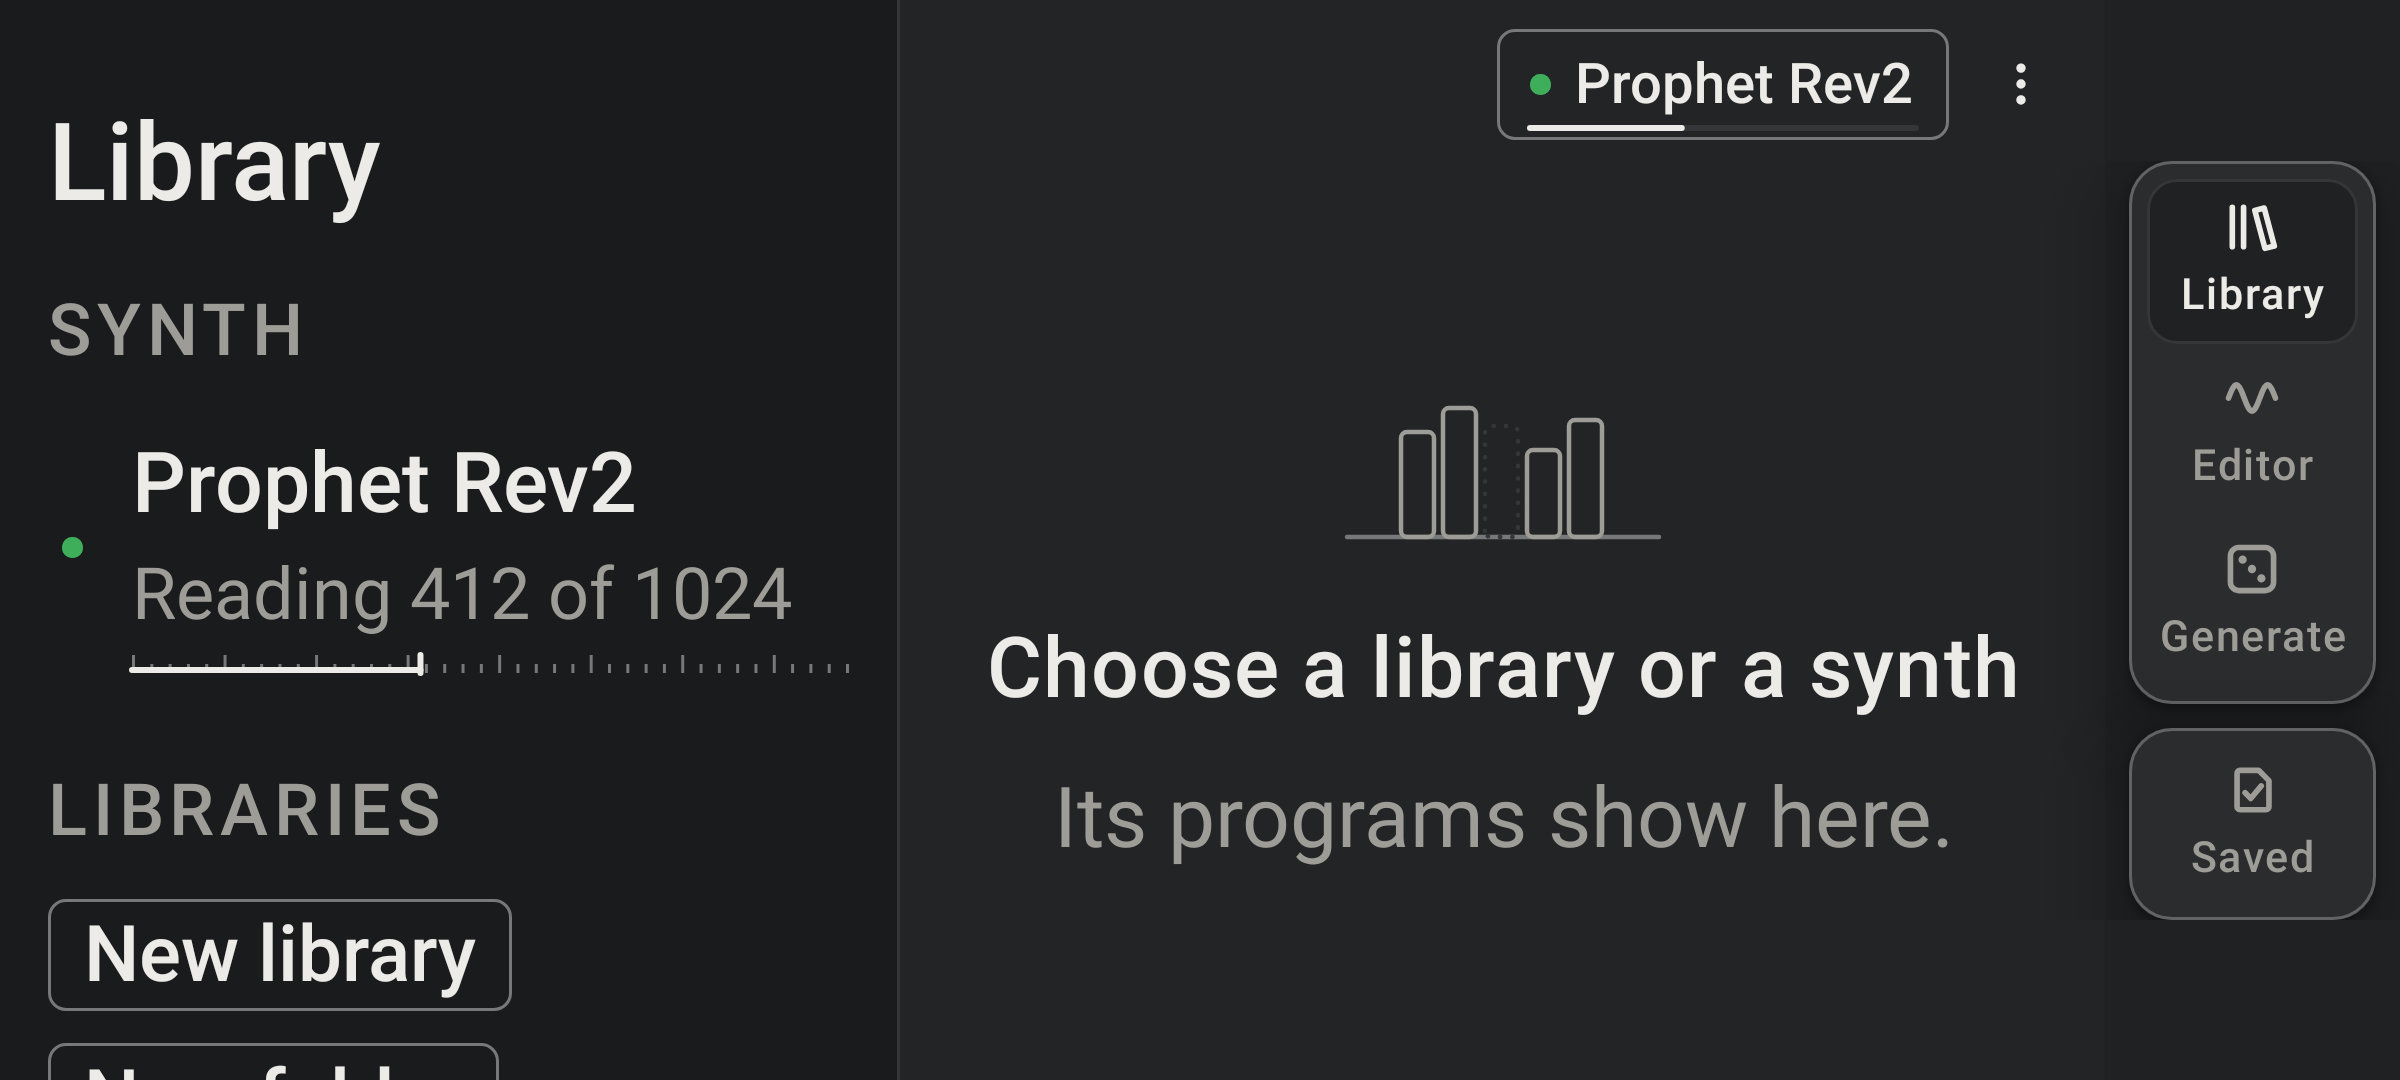 Library
SYNTH
Prophet Rev2
Reading 412 of 1024
LIBRARIES
New library
Prophet Rev2
Choose a library or a synth
Its programs show here.
Library
Editor
Generate
Saved